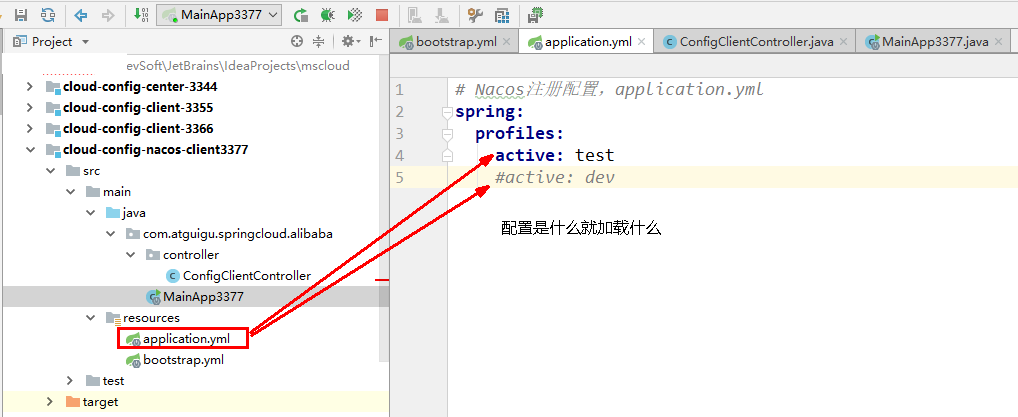 MainApp3377
Project
evSoft\JetBrains\IdeaProjects\mscloud
cloud-config-center-3344
cloud-config-client-3355
cloud-config-client-3366
cloud-config-nacos-client3377
src
main
java
com.atguigu.springcloud.alibaba
controller
ConfigClientController
MainApp3377
resources
application.yml
bootstrap.yml
test
target
bootstrap.yml
application.yml
ConfigClientController.java
MainApp3377.java
1 # Nacos注册配置，application.yml
2 spring:
3 profiles:
4 active: test
5 #active: dev
配置是什么就加载什么